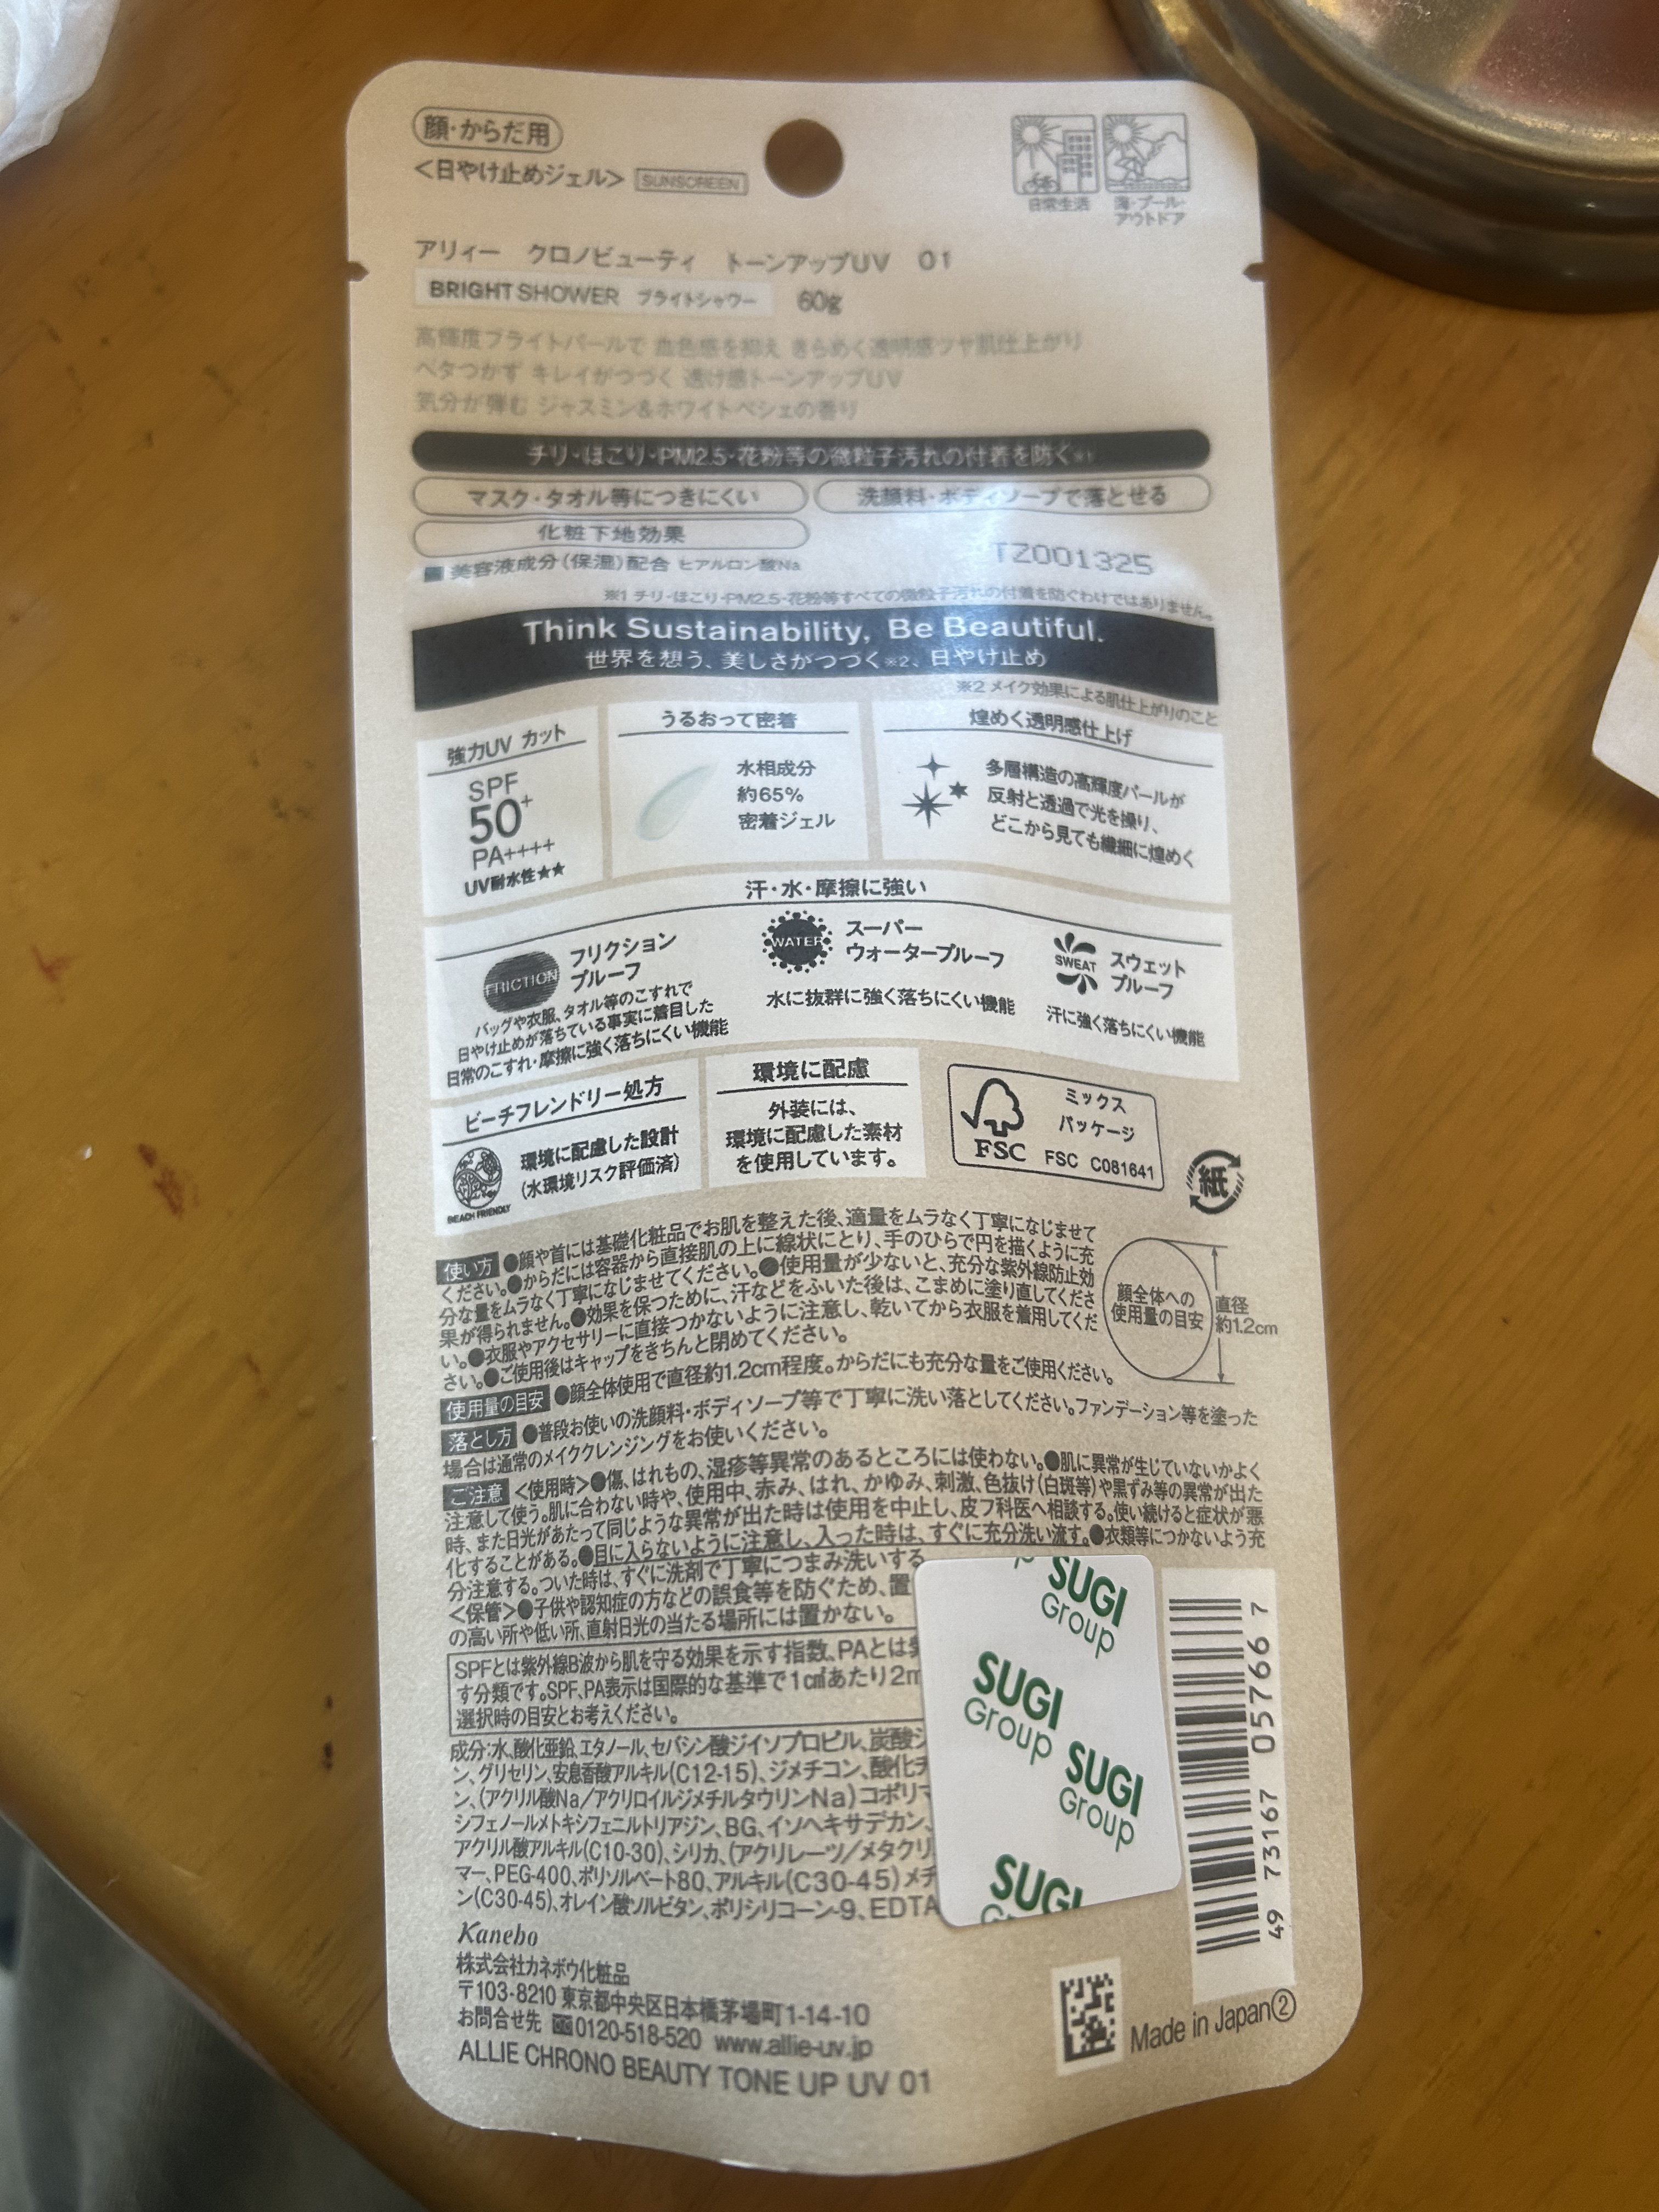 顔・からだ用
<日やけ止めジェル> SUNSCREEN
日常生活
海・プール・
アウトドア
アリィー クロノビューティ トーンアップUV 01
BRIGHT SHOWER ブライトシャワー 60g
高輝度ブライトパールで 血色感を抑え きらめく透明感ツヤ肌仕上がり
ベタつかず キレイがつづく 透け感トーンアップUV
気分が弾む ジャスミン&ホワイトペシェの香り
チリ・ほこり・PM2.5・花粉等の微粒子汚れの付着を防ぐ※1
マスク・タオル等につきにくい
洗顔料・ボディソープで落とせる
化粧下地効果
■ 美容液成分(保湿)配合 ヒアルロン酸Na
TZ001325
※1 チリ・ほこり・PM2.5・花粉等すべての微粒子汚れの付着を防ぐわけではありません。
Think Sustainability, Be Beautiful.
世界を想う、美しさがつづく※2、日やけ止め
※2 メイク効果による肌仕上がりのこと
強力UV カット
SPF
50+
PA++++
UV耐水性★★
うるおって密着
水相成分
約65%
密着ジェル
煌めく透明感仕上げ
多層構造の高輝度パールが
反射と透過で光を操り、
どこから見ても繊細に煌めく
汗・水・摩擦に強い
FRICTION
フリクション
プルーフ
バッグや衣服、タオル等のこすれで
日やけ止めが落ちている事実に着目した
日常のこすれ・摩擦に強く落ちにくい機能
WATER
スーパー
ウォータープルーフ
水に抜群に強く落ちにくい機能
SWEAT
スウェット
プルーフ
汗に強く落ちにくい機能
ビーチフレンドリー処方
環境に配慮した設計
(水環境リスク評価済)
BEACH FRIENDLY
環境に配慮
外装には、
環境に配慮した素材
を使用しています。
FSC
ミックス
パッケージ
FSC C081641
紙
使い方 ●顔や首には基礎化粧品でお肌を整えた後、適量をムラなく丁寧になじませて
ください。●からだには容器から直接肌の上に線状にとり、手のひらで円を描くように充
分な量をムラなく丁寧になじませてください。●使用量が少ないと、充分な紫外線防止効
果が得られません。●効果を保つために、汗などをふいた後は、こまめに塗り直してくださ
い。●衣服やアクセサリーに直接つかないように注意し、乾いてから衣服を着用してくだ
さい。●ご使用後はキャップをきちんと閉めてください。
顔全体への
使用量の目安
直径
約1.2cm
使用量の目安 ●顔全体使用で直径約1.2cm程度。からだにも充分な量をご使用ください。
落とし方 ●普段お使いの洗顔料・ボディソープ等で丁寧に洗い落としてください。ファンデーション等を塗った
場合は通常のメイククレンジングをお使いください。
ご注意 <使用時>●傷、はれもの、湿疹等異常のあるところには使わない。●肌に異常が生じていないかよく
注意して使う。肌に合わない時や、使用中、赤み、はれ、かゆみ、刺激、色抜け(白斑等)や黒ずみ等の異常が出た
時、また日光があたって同じような異常が出た時は使用を中止し、皮フ科医へ相談する。使い続けると症状が悪
化することがある。●目に入らないように注意し、入った時は、すぐに充分洗い流す。●衣類等につかないよう充
分注意する。ついた時は、すぐに洗剤で丁寧につまみ洗いする
<保管>●子供や認知症の方などの誤食等を防ぐため、置
の高い所や低い所、直射日光の当たる場所には置かない。
SPFとは紫外線B波から肌を守る効果を示す指数、PAとは紫
す分類です。SPF、PA表示は国際的な基準で1c㎡あたり2m
選択時の目安とお考えください。
成分:水、酸化亜鉛、エタノール、セバシン酸ジイソプロピル、炭酸ジ
ン、グリセリン、安息香酸アルキル(C12-15)、ジメチコン、酸化チ
ン、(アクリル酸Na/アクリロイルジメチルタウリンNa)コポリマ
シフェノールメトキシフェニルトリアジン、BG、イソヘキサデカン、
アクリル酸アルキル(C10-30)、シリカ、(アクリレーツ/メタクリ
マー、PEG-400、ポリソルベート80、アルキル(C30-45)メチ
ン(C30-45)、オレイン酸ソルビタン、ポリシリコーン-9、EDTA
SUGI
Group
SUGI
Group
SUGI
Group
SUGI
49 73167 05766 7
Kanebo
株式会社カネボウ化粧品
〒103-8210 東京都中央区日本橋茅場町1-14-10
お問合せ先 0120-518-520 www.allie-uv.jp
ALLIE CHRONO BEAUTY TONE UP UV 01
Made in Japan②